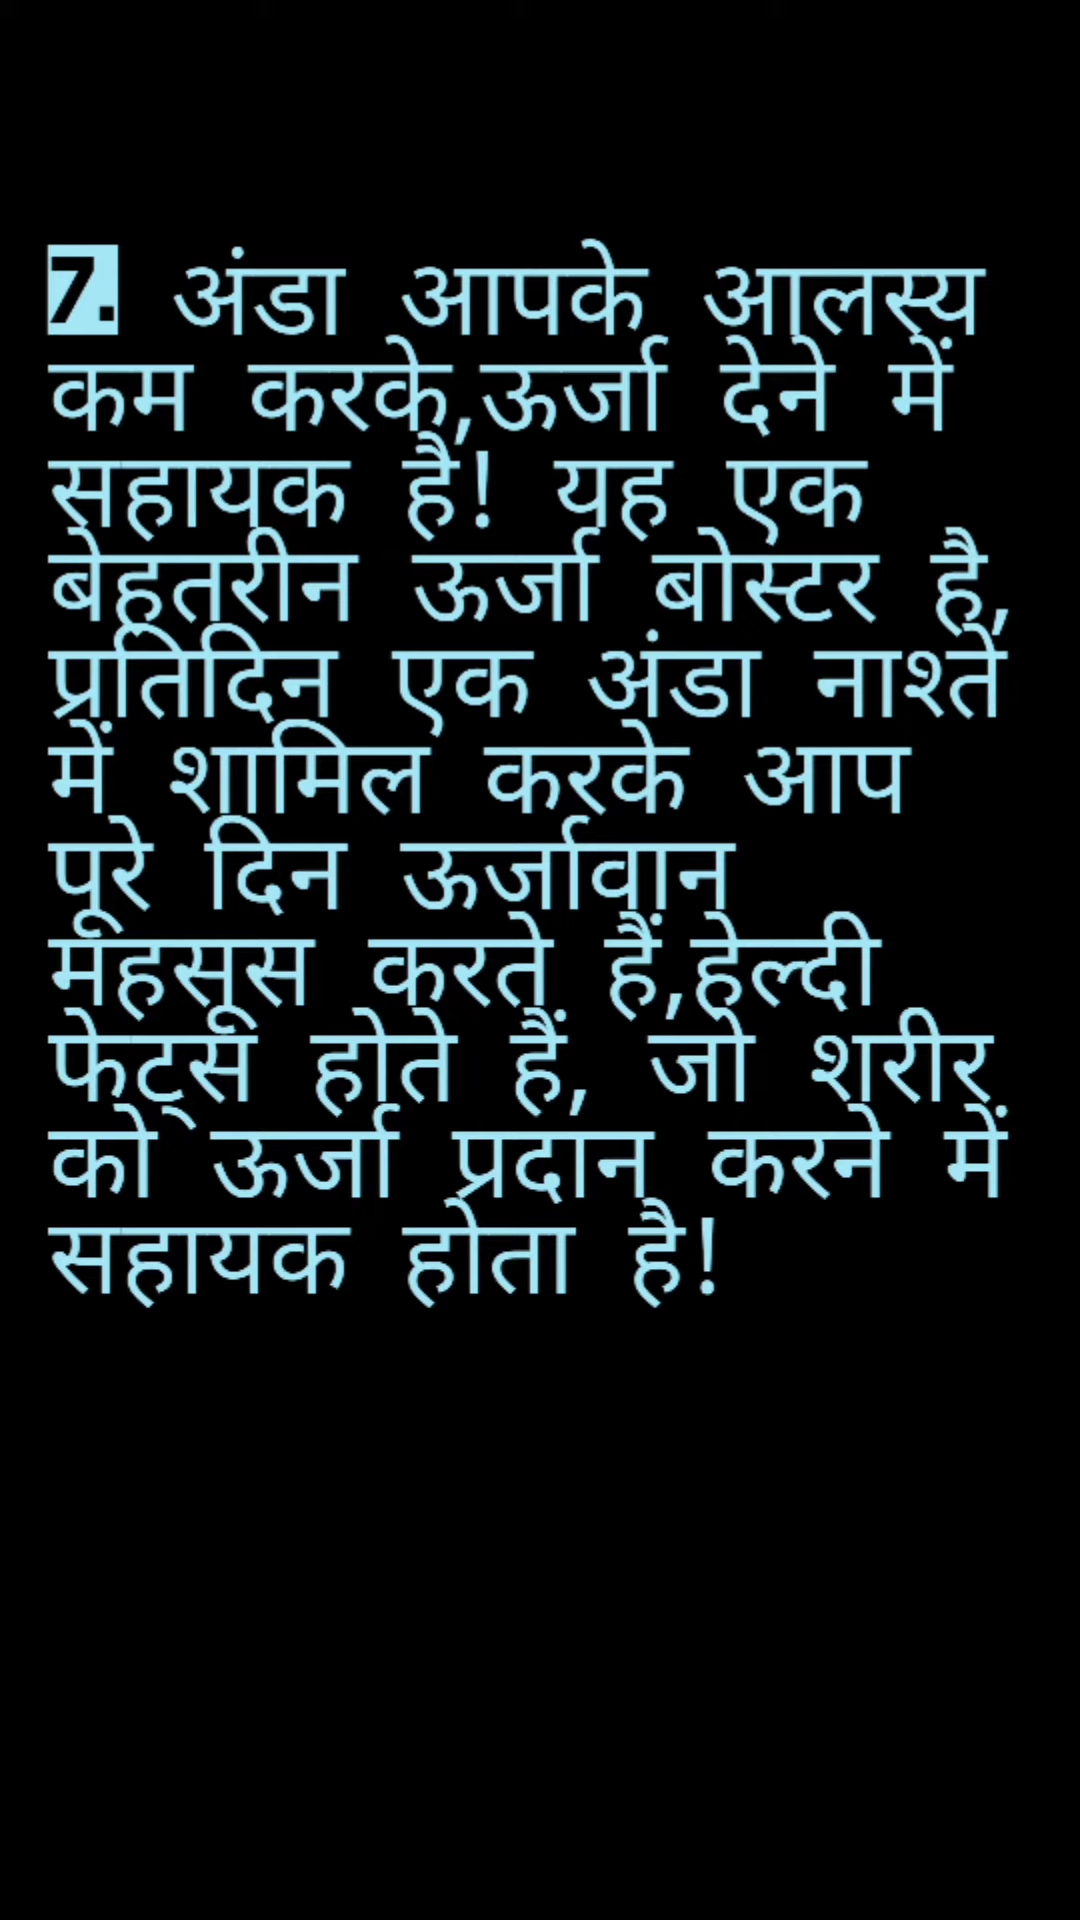 7. अंडा आपके आलस्य
कम करके,ऊर्जा देने में
सहायक है! यह एक
बेहतरीन ऊर्जा बोस्टर है,
प्रतिदिन एक अंडा नाश्ते
में शामिल करके आप
पूरे दिन ऊर्जावान
महसूस करते हैं,हेल्दी
फेट्स होते हैं, जो शरीर
को ऊर्जा प्रदान करने में
सहायक होता है!